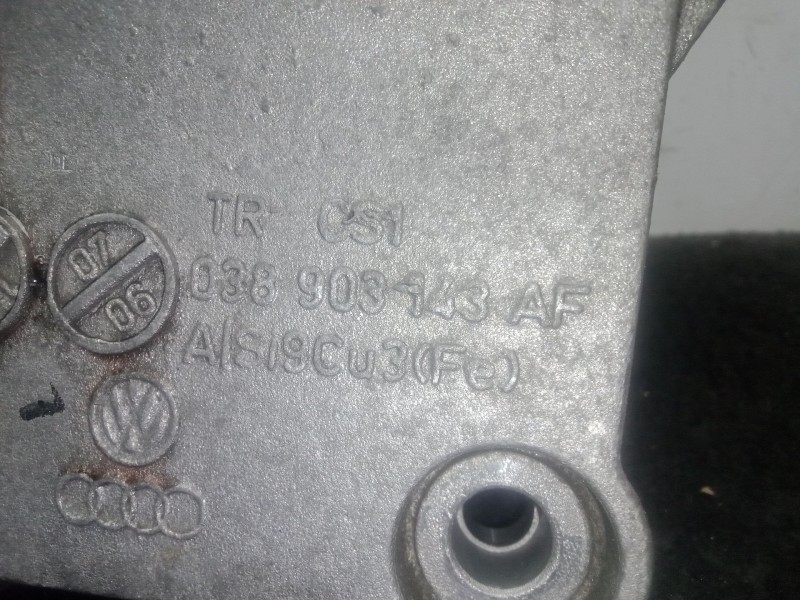 TR CS1
07
06
038 903 143 AF
AlSi9Cu3(Fe)